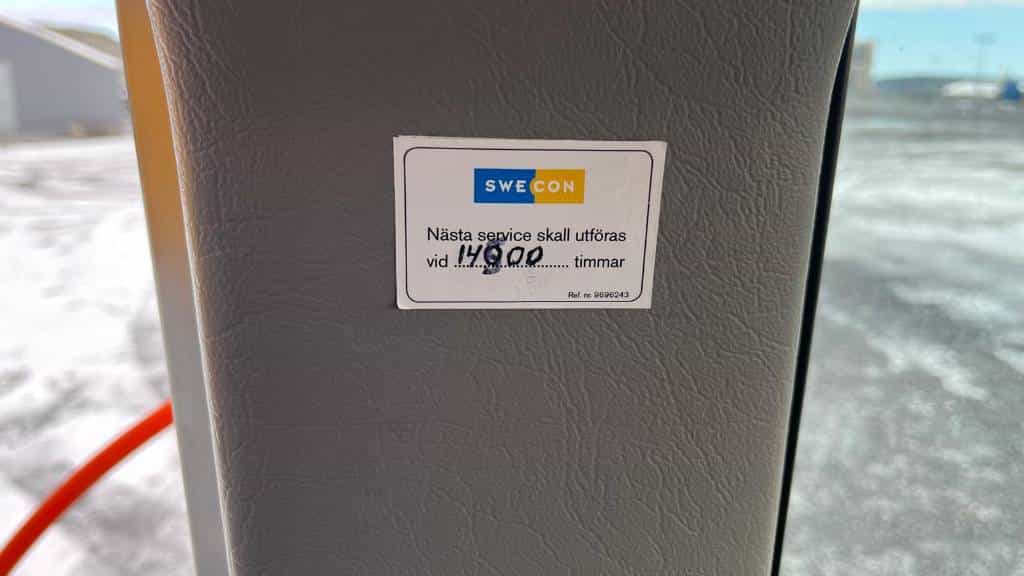 SWECON
Nästa service skall utföras
vid .................. timmar
Ref. nr. 9696243